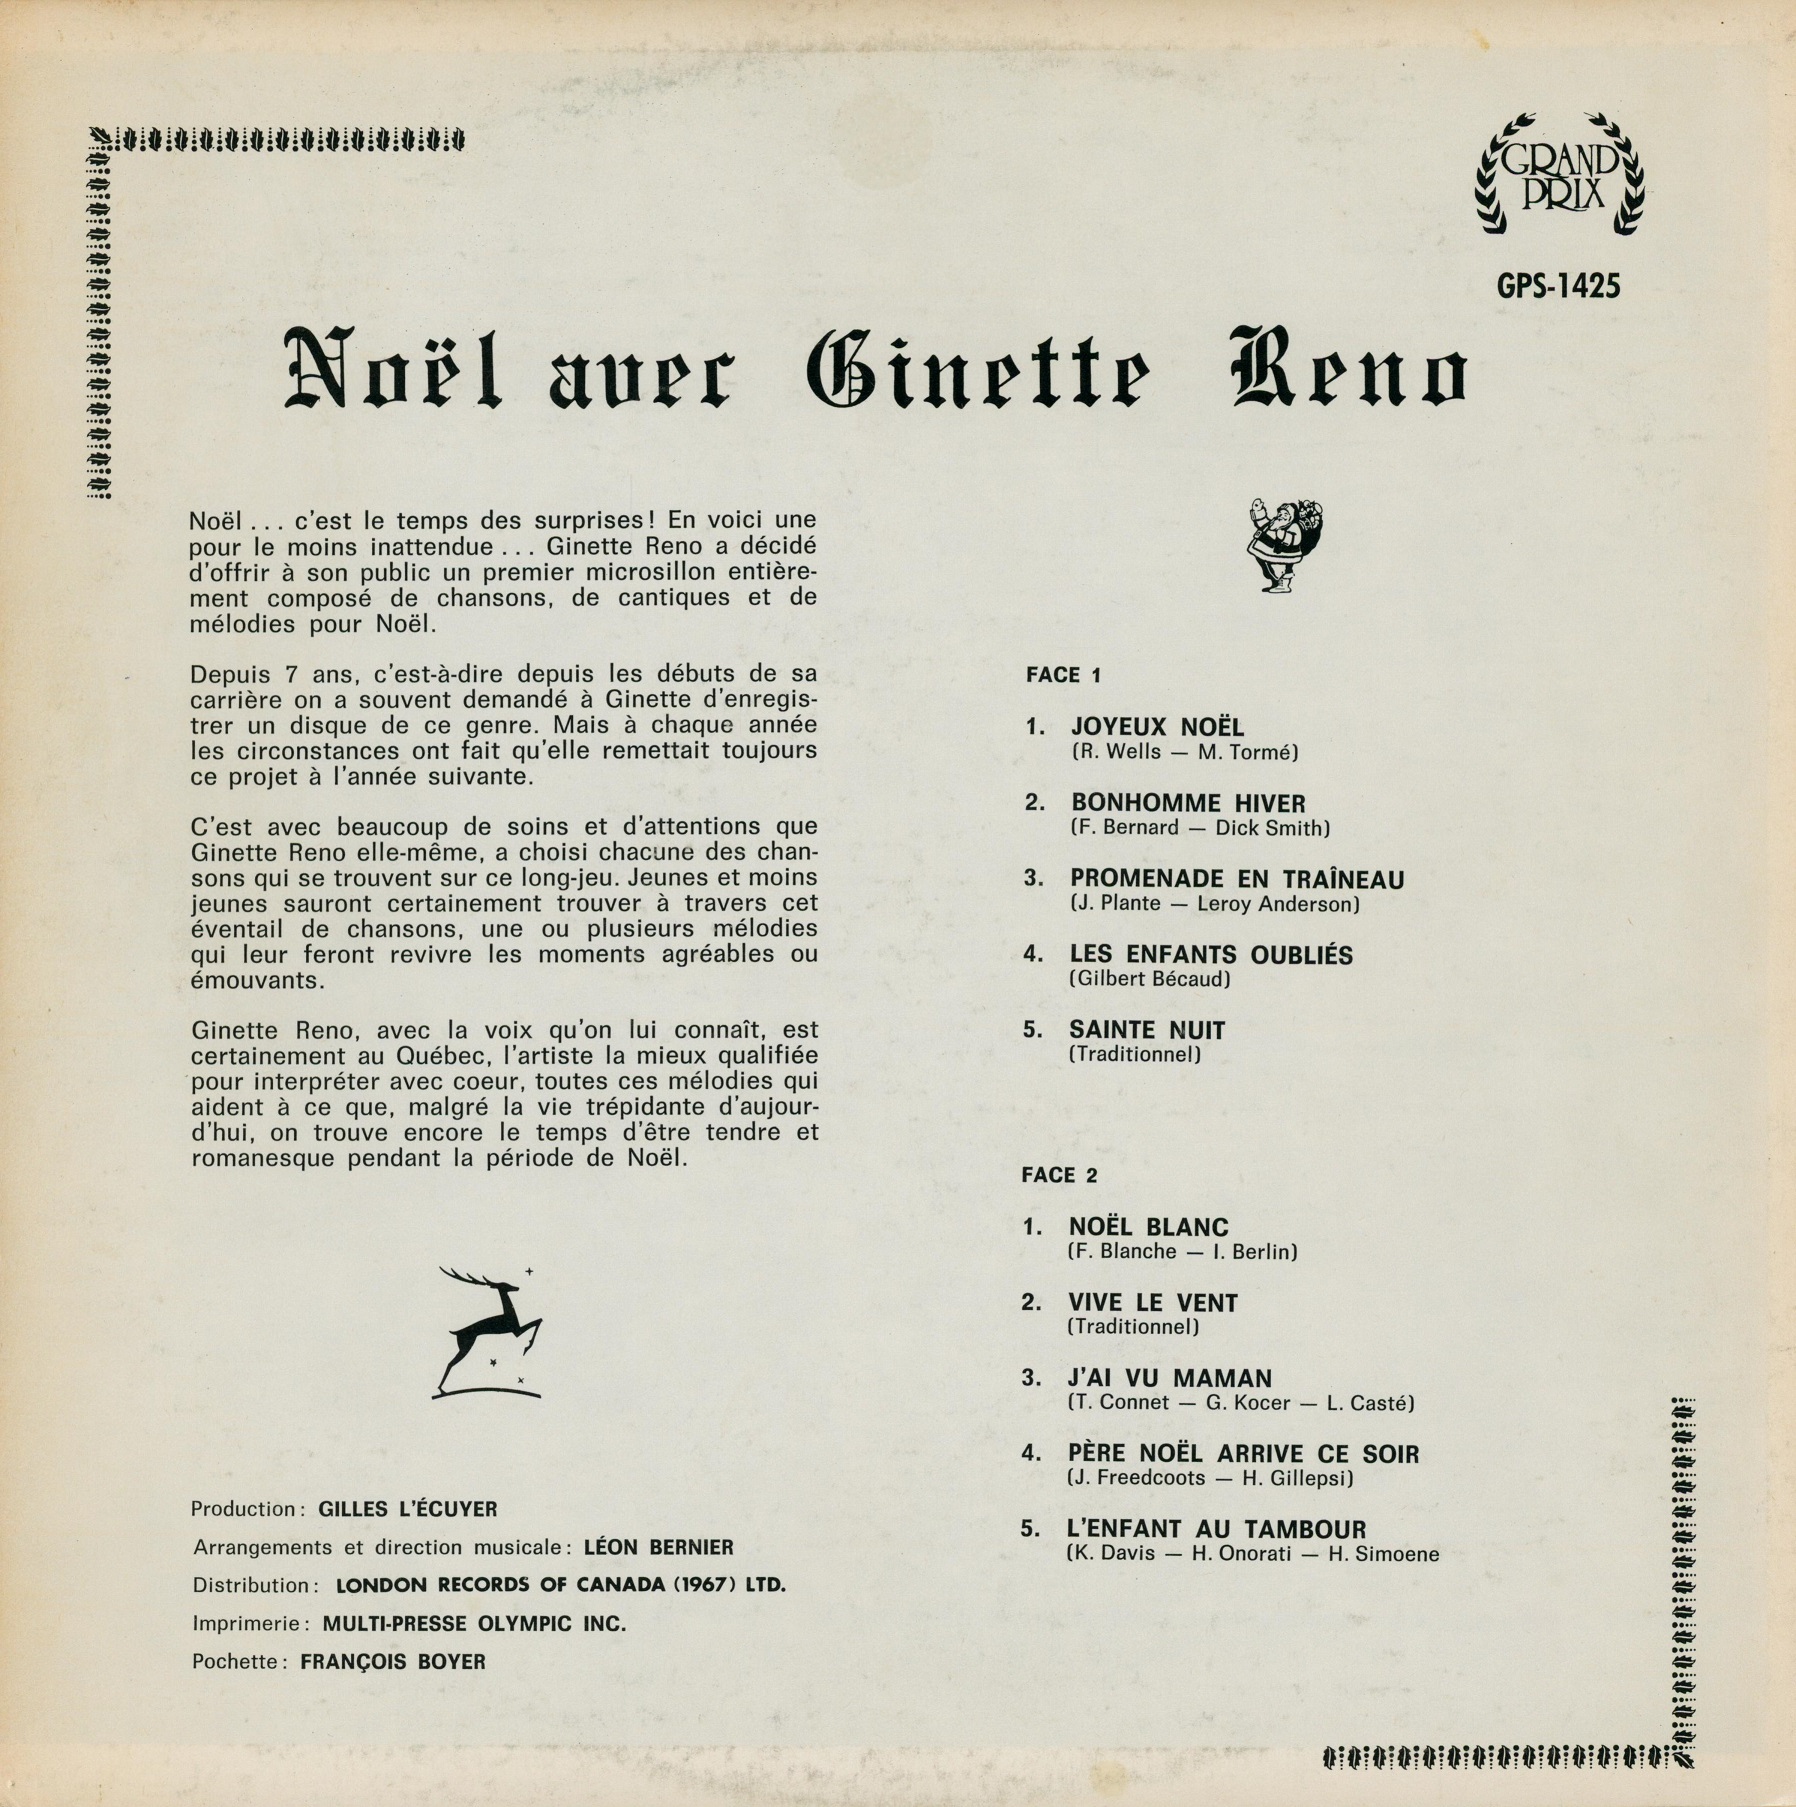 GRAND
PRIX
GPS-1425
Noël avec Ginette Reno
Noël . . . c'est le temps des surprises! En voici une
pour le moins inattendue . . . Ginette Reno a décidé
d'offrir à son public un premier microsillon entière-
ment composé de chansons, de cantiques et de
mélodies pour Noël.
Depuis 7 ans, c'est-à-dire depuis les débuts de sa
carrière on a souvent demandé à Ginette d'enregis-
trer un disque de ce genre. Mais à chaque année
les circonstances ont fait qu'elle remettait toujours
ce projet à l'année suivante.
C'est avec beaucoup de soins et d'attentions que
Ginette Reno elle-même, a choisi chacune des chan-
sons qui se trouvent sur ce long-jeu. Jeunes et moins
jeunes sauront certainement trouver à travers cet
éventail de chansons, une ou plusieurs mélodies
qui leur feront revivre les moments agréables ou
émouvants.
Ginette Reno, avec la voix qu'on lui connaît, est
certainement au Québec, l'artiste la mieux qualifiée
pour interpréter avec coeur, toutes ces mélodies qui
aident à ce que, malgré la vie trépidante d'aujour-
d'hui, on trouve encore le temps d'être tendre et
romanesque pendant la période de Noël.
Production: GILLES L'ÉCUYER
Arrangements et direction musicale: LÉON BERNIER
Distribution: LONDON RECORDS OF CANADA (1967) LTD.
Imprimerie: MULTI-PRESSE OLYMPIC INC.
Pochette: FRANÇOIS BOYER
FACE 1
1. JOYEUX NOËL
(R. Wells — M. Tormé)
2. BONHOMME HIVER
(F. Bernard — Dick Smith)
3. PROMENADE EN TRAÎNEAU
(J. Plante — Leroy Anderson)
4. LES ENFANTS OUBLIÉS
(Gilbert Bécaud)
5. SAINTE NUIT
(Traditionnel)
FACE 2
1. NOËL BLANC
(F. Blanche — I. Berlin)
2. VIVE LE VENT
(Traditionnel)
3. J'AI VU MAMAN
(T. Connet — G. Kocer — L. Casté)
4. PÈRE NOËL ARRIVE CE SOIR
(J. Freedcoots — H. Gillepsi)
5. L'ENFANT AU TAMBOUR
(K. Davis — H. Onorati — H. Simoene